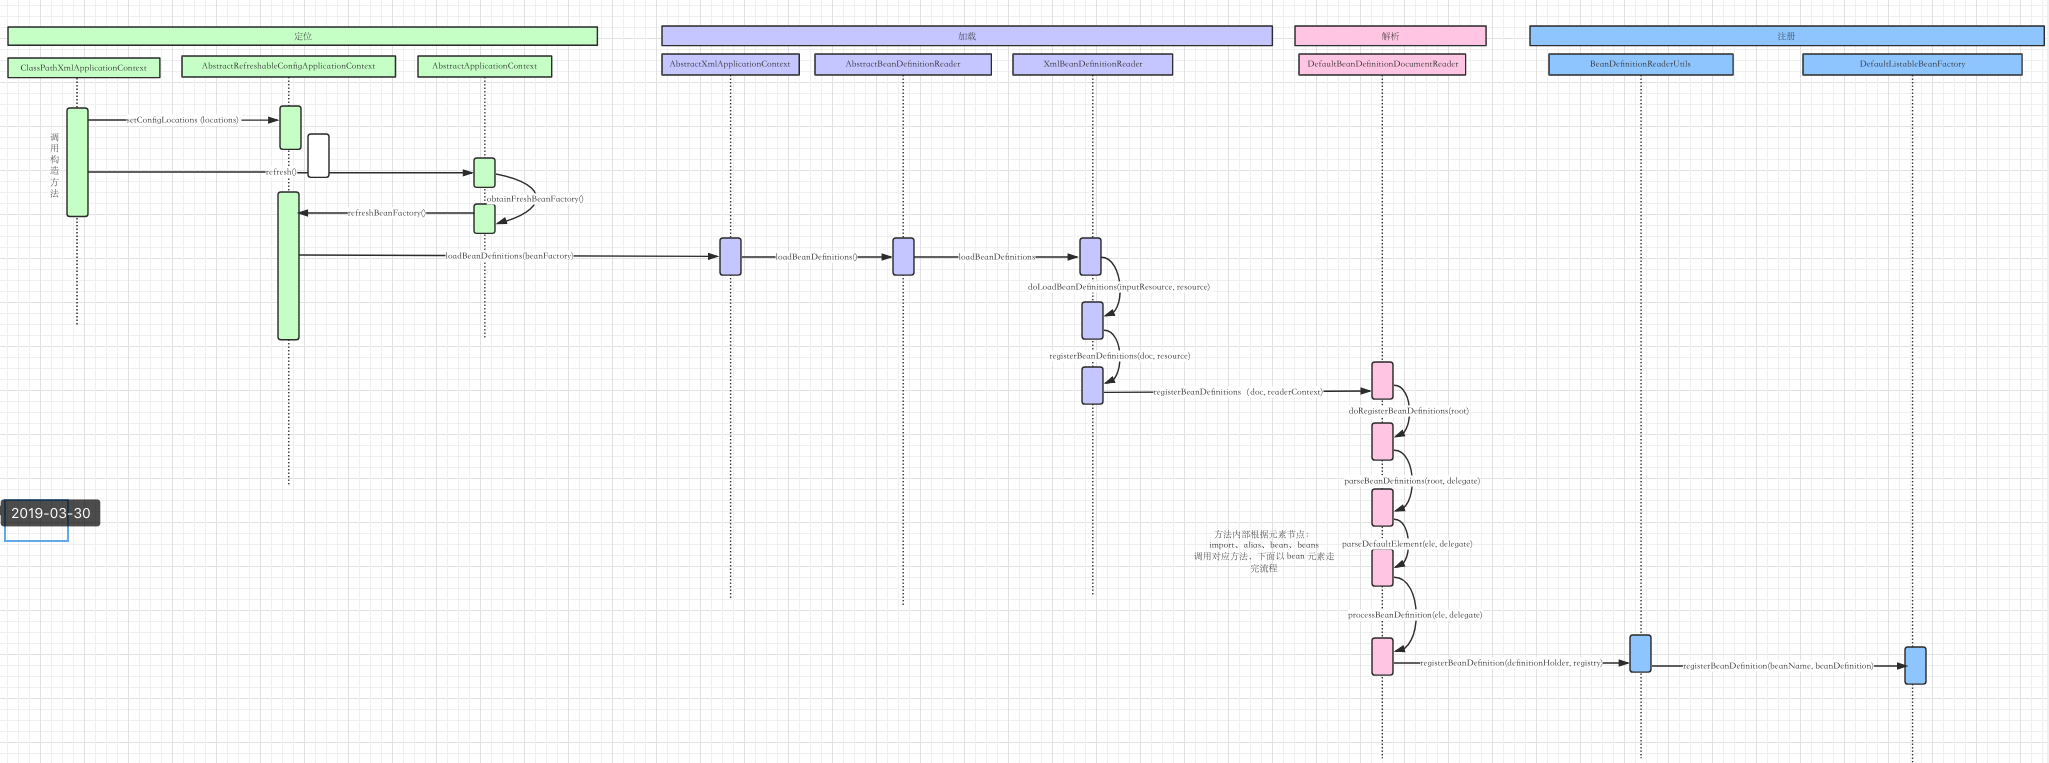 定位
加载
解析
注册
ClassPathXmlApplicationContext
AbstractRefreshableConfigApplicationContext
AbstractApplicationContext
AbstractXmlApplicationContext
AbstractBeanDefinitionReader
XmlBeanDefinitionReader
DefaultBeanDefinitionDocumentReader
BeanDefinitionReaderUtils
DefaultListableBeanFactory
setConfigLocations (locations)
调用构造方法
refresh()
obtainFreshBeanFactory()
refreshBeanFactory()
loadBeanDefinitions(beanFactory)
loadBeanDefinitions()
loadBeanDefinitions
doLoadBeanDefinitions(inputResource, resource)
registerBeanDefinitions(doc, resource)
registerBeanDefinitions（doc, readerContext)
doRegisterBeanDefinitions(root)
parseBeanDefinitions(root, delegate)
2019-03-30
方法内部根据元素节点：
import、alias、bean、beans
调用对应方法，下面以 bean 元素走
完流程
parseDefaultElement(ele, delegate)
processBeanDefinition(ele, delegate)
registerBeanDefinition(definitionHolder, registry)
registerBeanDefinition(beanName, beanDefinition)